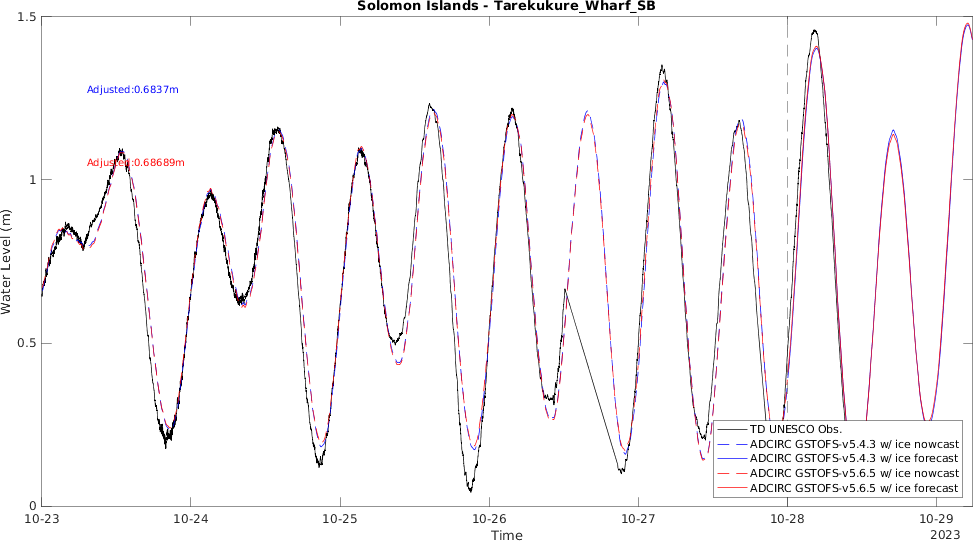 Solomon Islands - Tarekukure_Wharf_SB
1.5
Adjusted:0.6837m
Adjusted:0.68689m
1
Water Level (m)
0.5
TD UNESCO Obs.
ADCIRC GSTOFS-v5.4.3 w/ ice nowcast
ADCIRC GSTOFS-v5.4.3 w/ ice forecast
ADCIRC GSTOFS-v5.6.5 w/ ice nowcast
ADCIRC GSTOFS-v5.6.5 w/ ice forecast
0
10-23 10-24 10-25 10-26 10-27 10-28 10-29
Time 2023